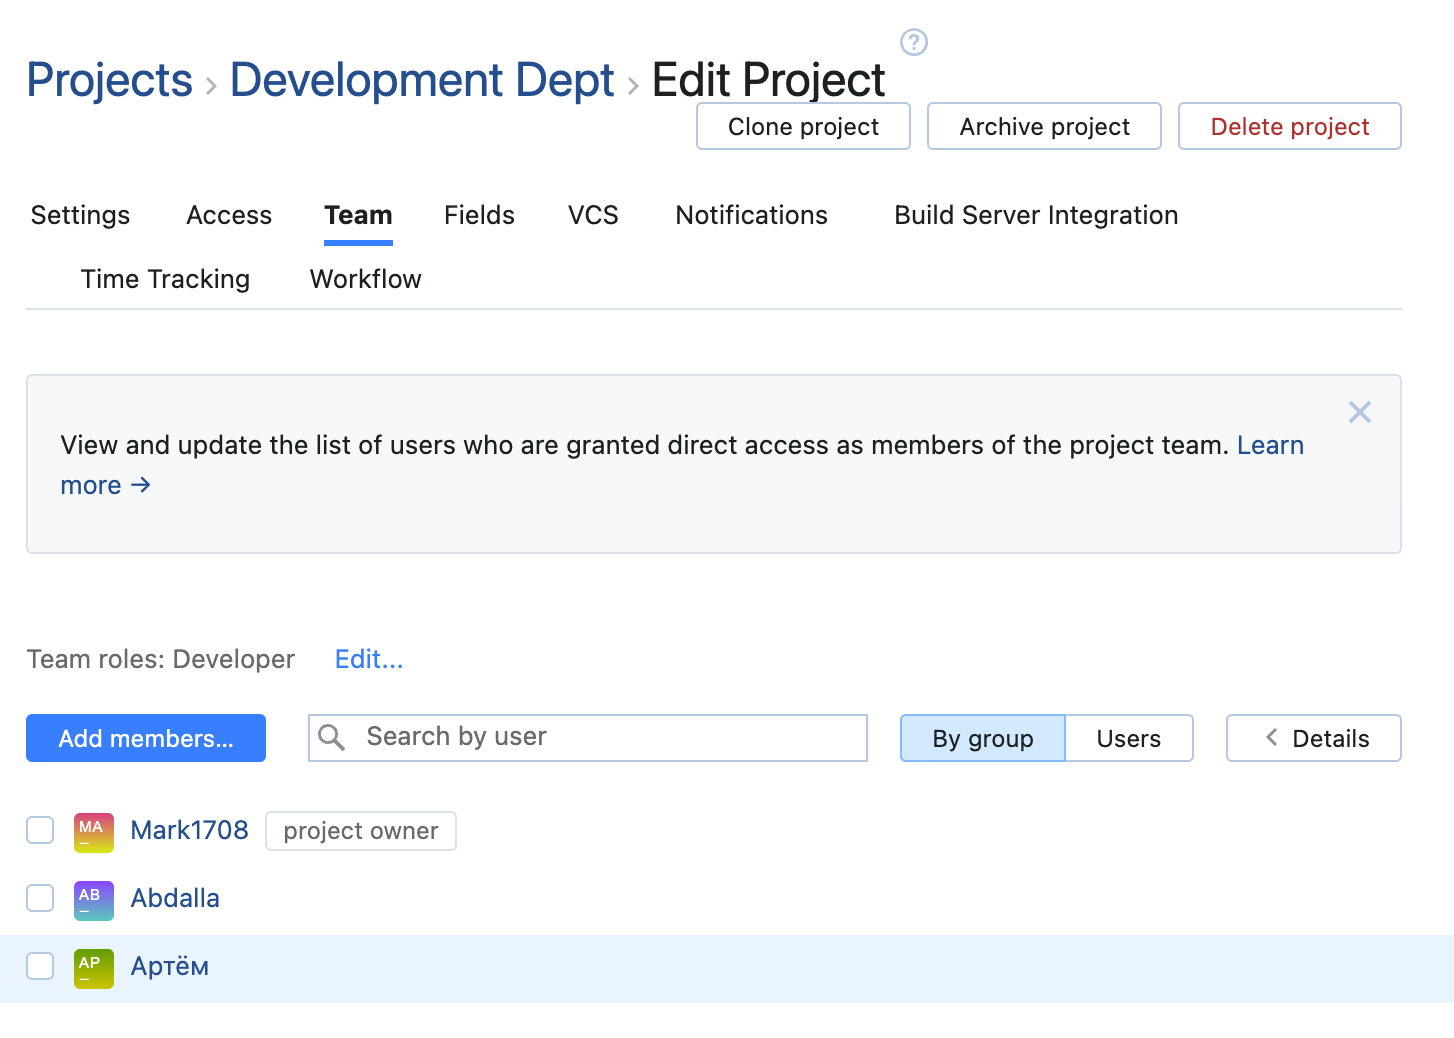 Projects › Development Dept › Edit Project ?
Clone project Archive project Delete project
Settings Access Team Fields VCS Notifications Build Server Integration
Time Tracking Workflow
View and update the list of users who are granted direct access as members of the project team. Learn
more →
Team roles: Developer Edit...
Add members... Search by user By group Users Details
MA Mark1708 project owner
AB Abdalla
AP Артём